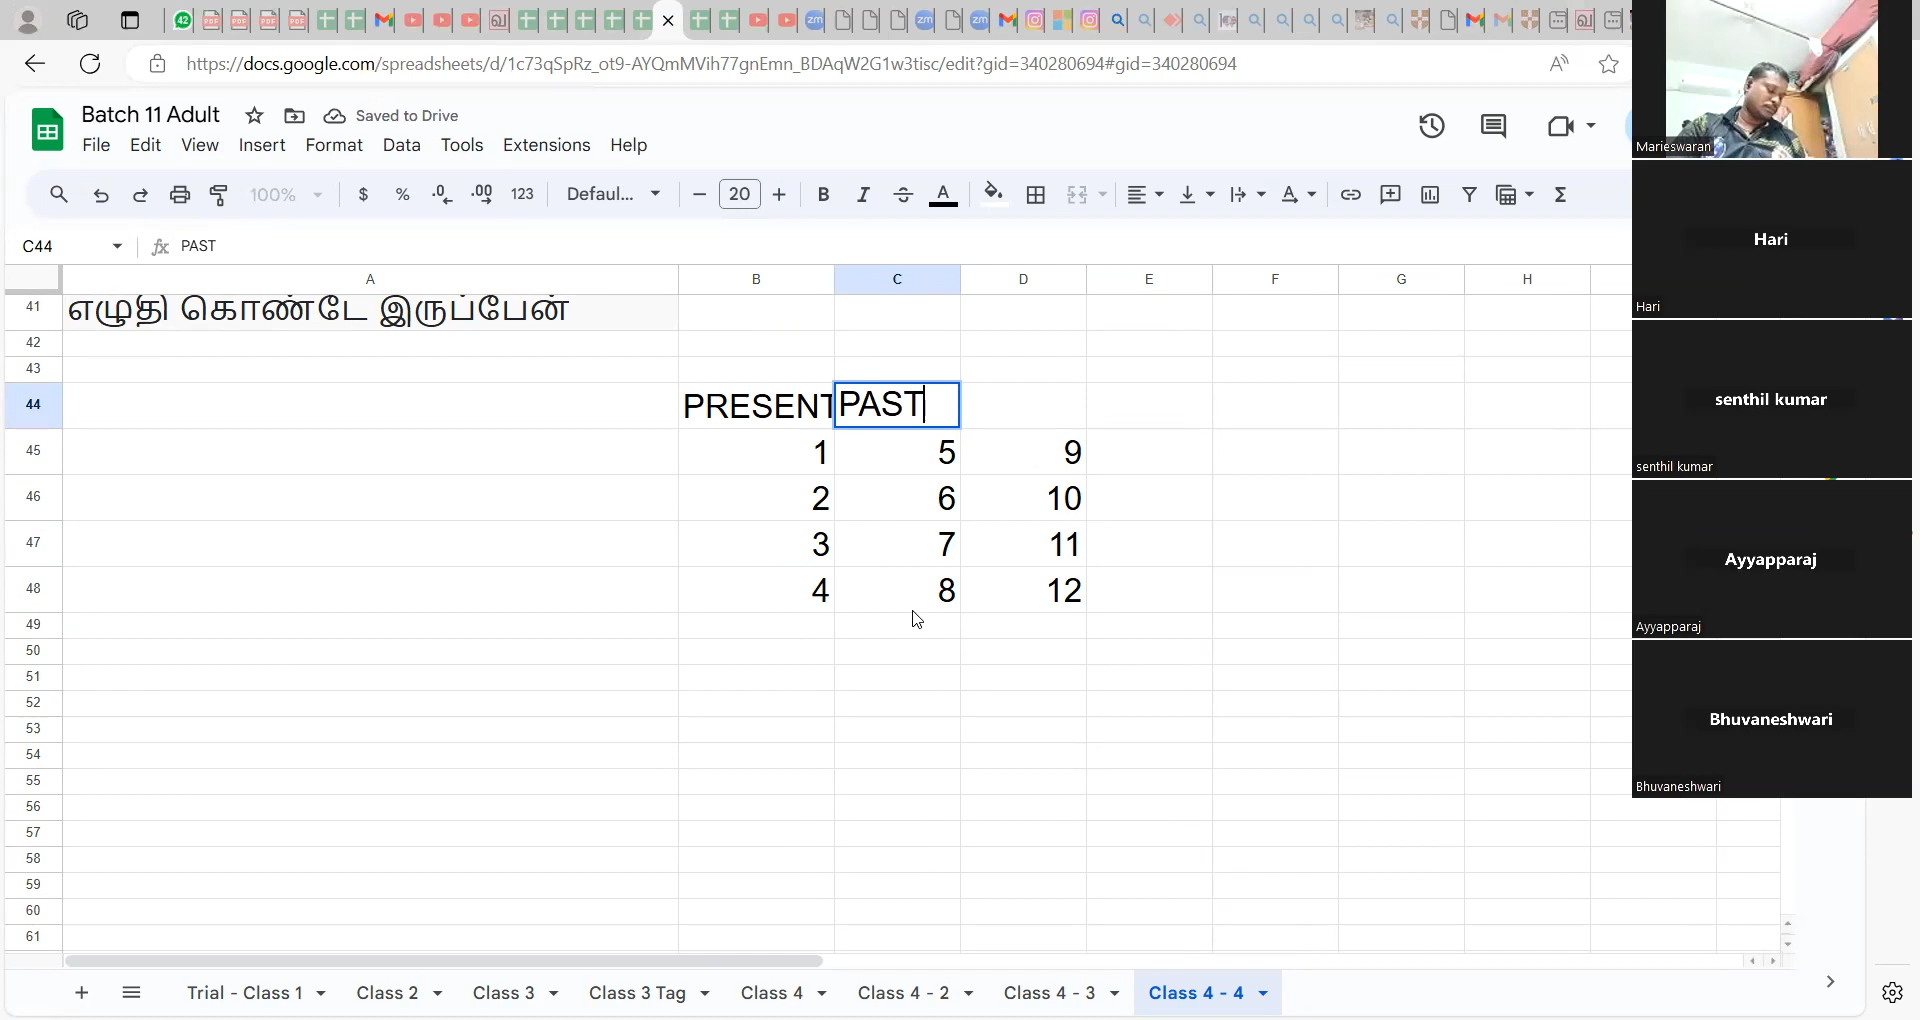 https://docs.google.com/spreadsheets/d/1c73qSpRz_ot9-AYQmMVih77gnEmn_BDAqW2G1w3tisc/edit?gid=340280694#gid=340280694
Batch 11 Adult
Saved to Drive
File Edit View Insert Format Data Tools Extensions Help
100% $ % .0 .00 123 Defaul... 20 B I
C44 PAST
A B C D E F G H
41 எழுதி கொண்டே இருப்பேன்
42
43
44 PRESENT PAST
45 1 5 9
46 2 6 10
47 3 7 11
48 4 8 12
49
50
51
52
53
54
55
56
57
58
59
60
61
Trial - Class 1 Class 2 Class 3 Class 3 Tag Class 4 Class 4 - 2 Class 4 - 3 Class 4 - 4
Marieswaran
Hari
Hari
senthil kumar
senthil kumar
Ayyapparaj
Ayyapparaj
Bhuvaneshwari
Bhuvaneshwari